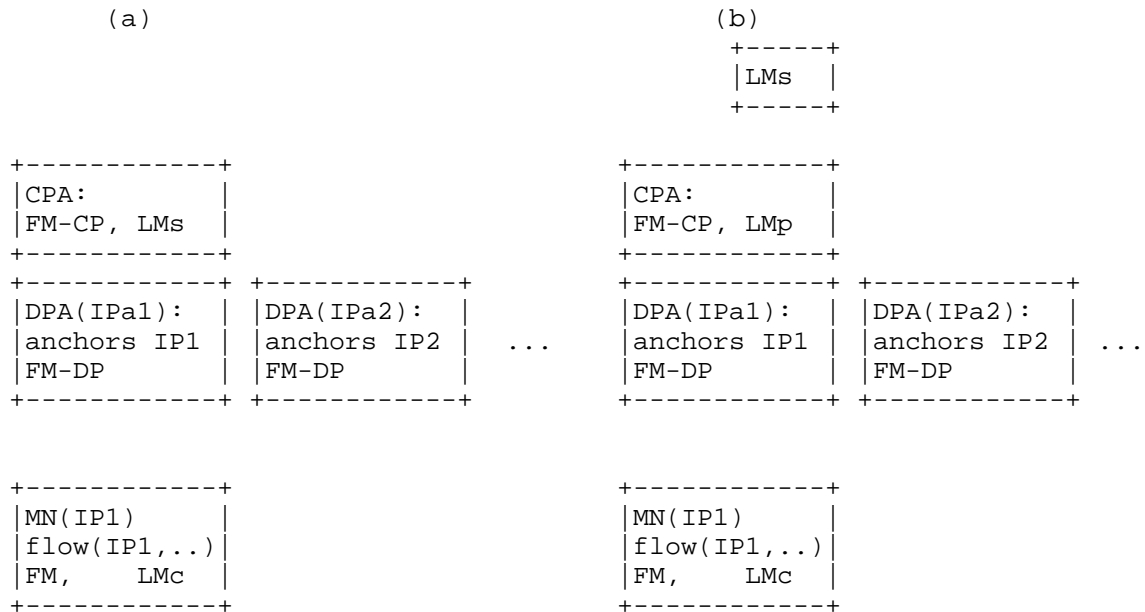 (a) (b)
+-----+
|LMs  |
+-----+
+------------+ +------------+
|CPA:        | |CPA:        |
|FM-CP, LMs  | |FM-CP, LMp  |
+------------+ +------------+
+------------+ +------------+ +------------+ +------------+
|DPA(IPa1):  | |DPA(IPa2):  | |DPA(IPa1):  | |DPA(IPa2):  |
|anchors IP1 | |anchors IP2 | ... |anchors IP1 | |anchors IP2 | ...
|FM-DP       | |FM-DP       | |FM-DP       | |FM-DP       |
+------------+ +------------+ +------------+ +------------+
+------------+ +------------+
|MN(IP1)     | |MN(IP1)     |
|flow(IP1,..)| |flow(IP1,..)|
|FM,    LMc  | |FM,    LMc  |
+------------+ +------------+